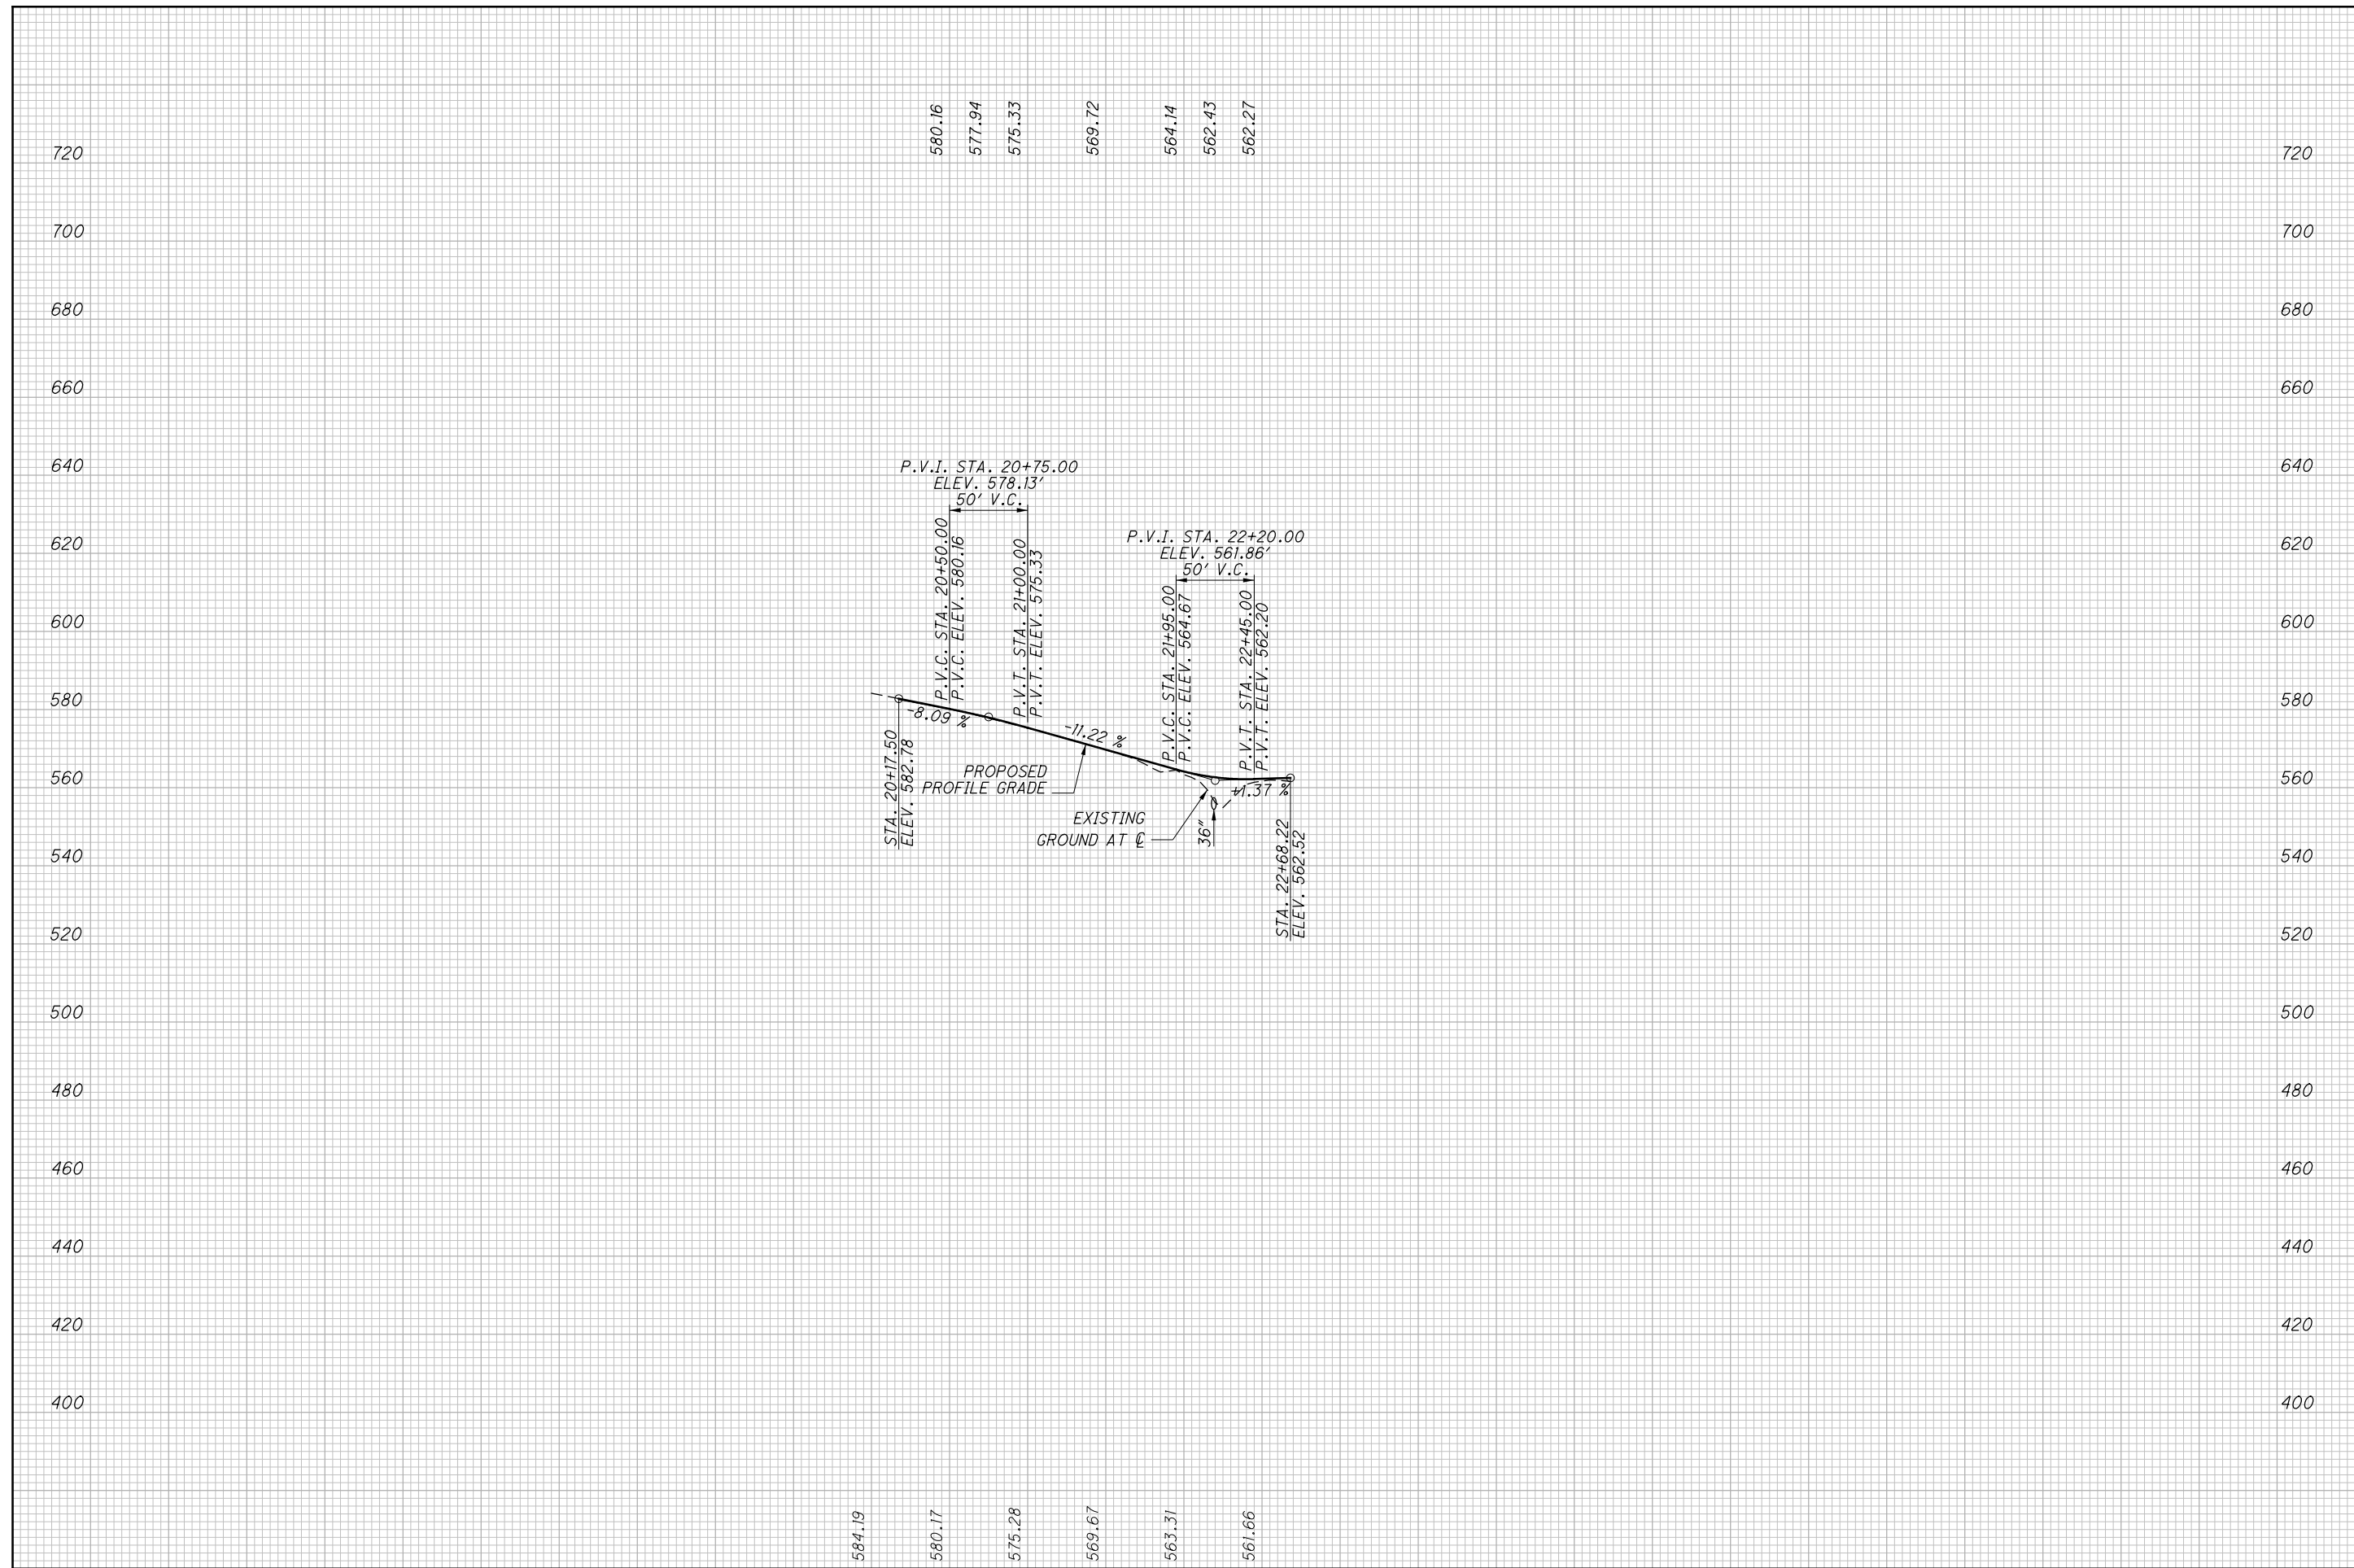 580.16
577.94
575.33
569.72
564.14
562.43
562.27
720 720
700 700
680 680
660 660
640 640
620 620
600 600
580 580
560 560
540 540
520 520
500 500
480 480
460 460
440 440
420 420
400 400
P.V.I. STA. 20+75.00
ELEV. 578.13'
50' V.C.
P.V.C. STA. 20+50.00
P.V.C. ELEV. 580.16
P.V.T. STA. 21+00.00
P.V.T. ELEV. 575.33
P.V.I. STA. 22+20.00
ELEV. 561.86'
50' V.C.
P.V.C. STA. 21+95.00
P.V.C. ELEV. 564.67
P.V.T. STA. 22+45.00
P.V.T. ELEV. 562.20
-8.09 %
-11.22 %
+1.37 %
STA. 20+17.50
ELEV. 582.78
PROPOSED
PROFILE GRADE
EXISTING
GROUND AT ℄
36"
STA. 22+68.22
ELEV. 562.52
584.19
580.17
575.28
569.67
563.31
561.66